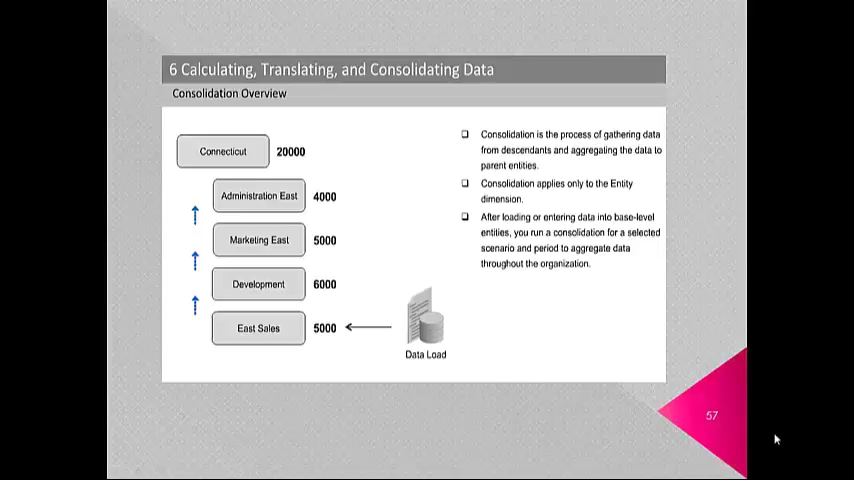 6 Calculating, Translating, and Consolidating Data
Consolidation Overview
Connecticut 20000
Administration East 4000
Marketing East 5000
Development 6000
East Sales 5000
Data Load
❑ Consolidation is the process of gathering data
from descendants and aggregating the data to
parent entities.
❑ Consolidation applies only to the Entity
dimension.
❑ After loading or entering data into base-level
entities, you run a consolidation for a selected
scenario and period to aggregate data
throughout the organization.
57